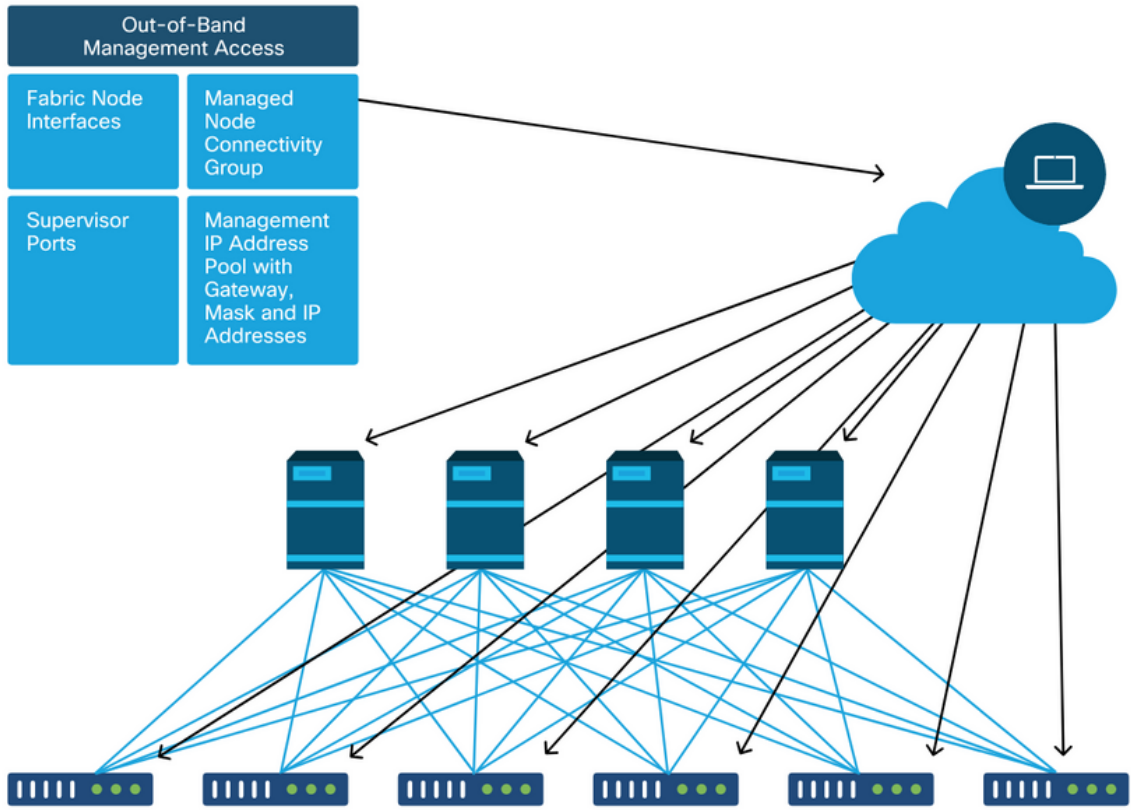 Out-of-Band
Management Access
Fabric Node
Interfaces
Managed
Node
Connectivity
Group
Supervisor
Ports
Management
IP Address
Pool with
Gateway,
Mask and IP
Addresses